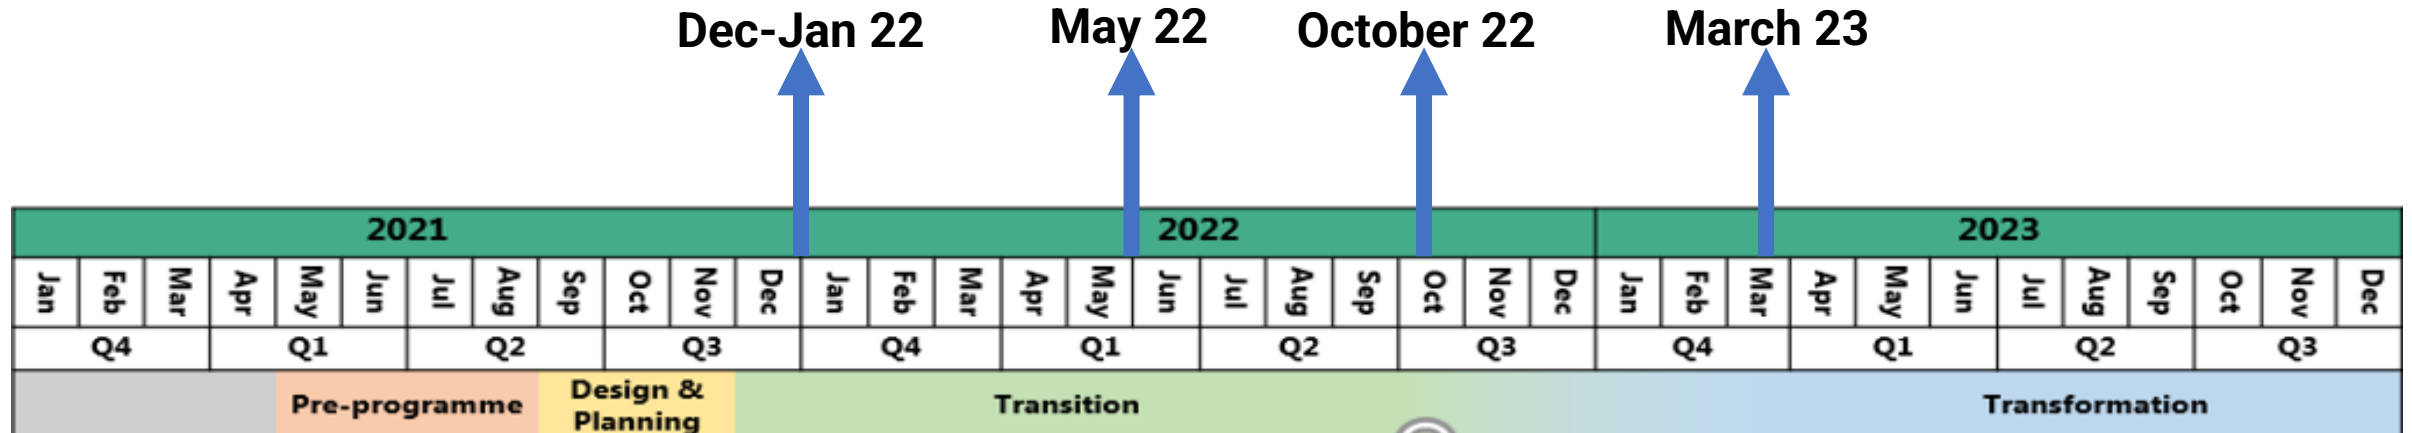 Dec-Jan 22 May 22 October 22 March 23
2021 2022 2023
Jan Feb Mar Apr May Jun Jul Aug Sep Oct Nov Dec Jan Feb Mar Apr May Jun Jul Aug Sep Oct Nov Dec Jan Feb Mar Apr May Jun Jul Aug Sep Oct Nov Dec
Q4 Q1 Q2 Q3 Q4 Q1 Q2 Q3 Q4 Q1 Q2 Q3
Pre-programme
Design &
Planning
Transition
Transformation